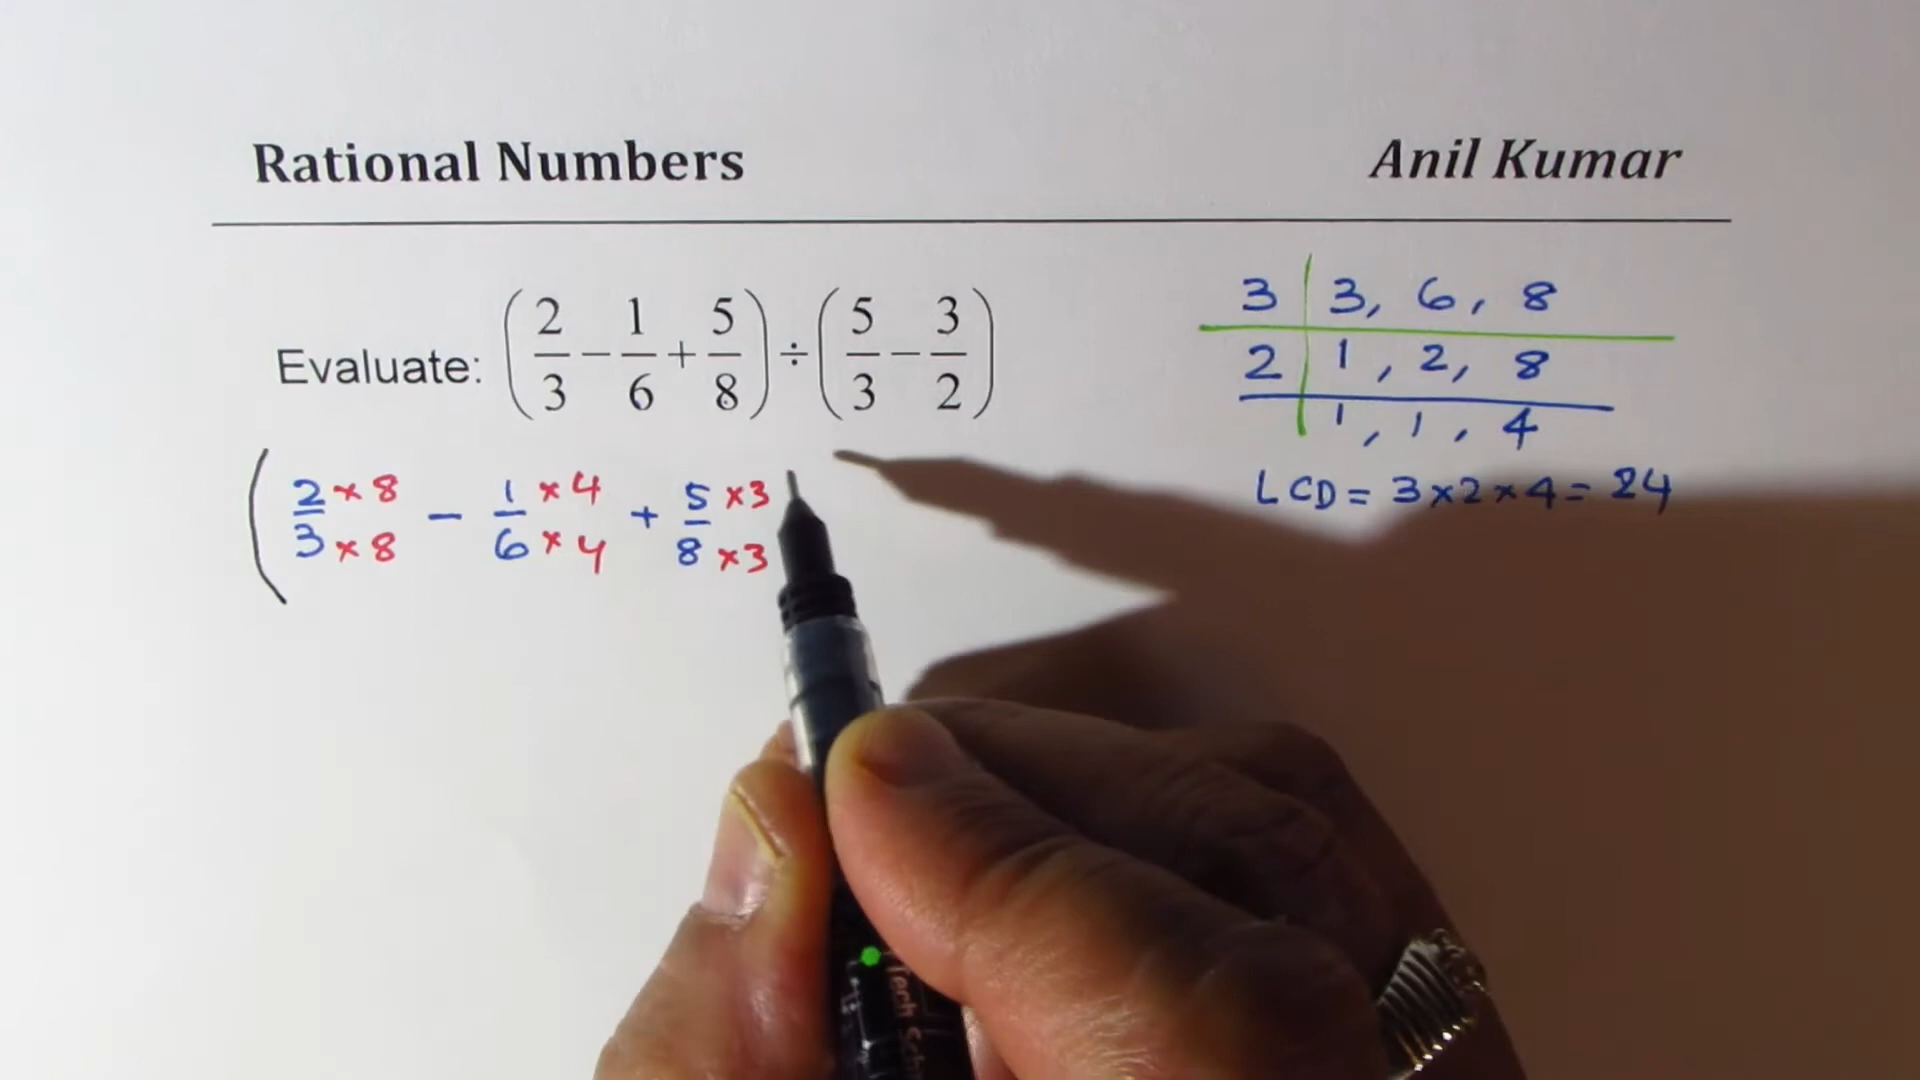 Rational Numbers
Anil Kumar
Evaluate: (2/3 − 1/6 + 5/8) ÷ (5/3 − 3/2)
3 | 3, 6, 8
2 | 1, 2, 8
1, 1, 4
LCD = 3×2×4 = 24
( 2×8/3×8 − 1×4/6×4 + 5×3/8×3